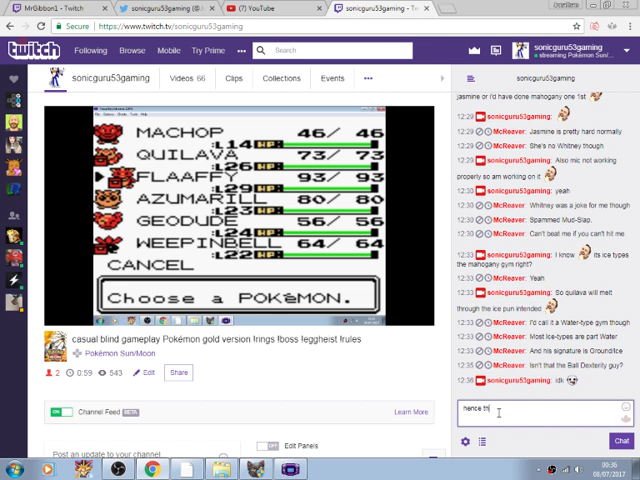 MrGibbon1 - Twitch
sonicguru53gaming (@J
YouTube
sonicguru53gaming - Twitc
Secure
https://www.twitch.tv/sonicguru53gaming
twitch
Following
Browse
Mobile
Try Prime
Search
sonicguru53gaming
streaming Pokémon Sun/...
sonicguru53gaming
Videos 66
Clips
Collections
Events
sonicguru53gaming
MACHOP 46/ 46
:L14 HP:
QUILAVA 73/ 73
:L26 HP:
FLAAFFY 93/ 93
:L29 HP:
AZUMARILL 80/ 80
GEODUDE 56/ 56
WEEPINBELL 64/ 64
:L22 HP:
CANCEL
Choose a POKéMON.
casual blind gameplay Pokémon gold version !rings !boss !eggheist !rules
Pokémon Sun/Moon
2
0:59
543
Edit
Share
ON
Channel Feed
BETA
Learn More
Post an update to your channel
OFF
Edit Panels
jasmine or I'd have done mahogany one 1st
12:29 McReaver: Jasmine is pretty hard normally
12:29 McReaver: She's no Whitney though
12:29 sonicguru53gaming: Also mic not working
properly so am working on it
12:30 sonicguru53gaming: yeah
12:30 McReaver: Whitney was a joke for me though
12:30 McReaver: Spammed Mud-Slap.
12:30 McReaver: Can't beat me if you can't hit me
12:33 sonicguru53gaming: I know its ice types
the mahogany gym right?
12:33 McReaver: Yeah
12:33 sonicguru53gaming: So quilava will melt
through the ice pun intended
12:33 McReaver: I'd call it a Water-type gym though
12:33 McReaver: Most Ice-types are part Water
12:33 McReaver: And his signature is Ground/Ice
12:35 McReaver: Isn't that the Ball Dexterity guy?
12:36 sonicguru53gaming: idk
hence th
Chat
00:36
08/07/2017